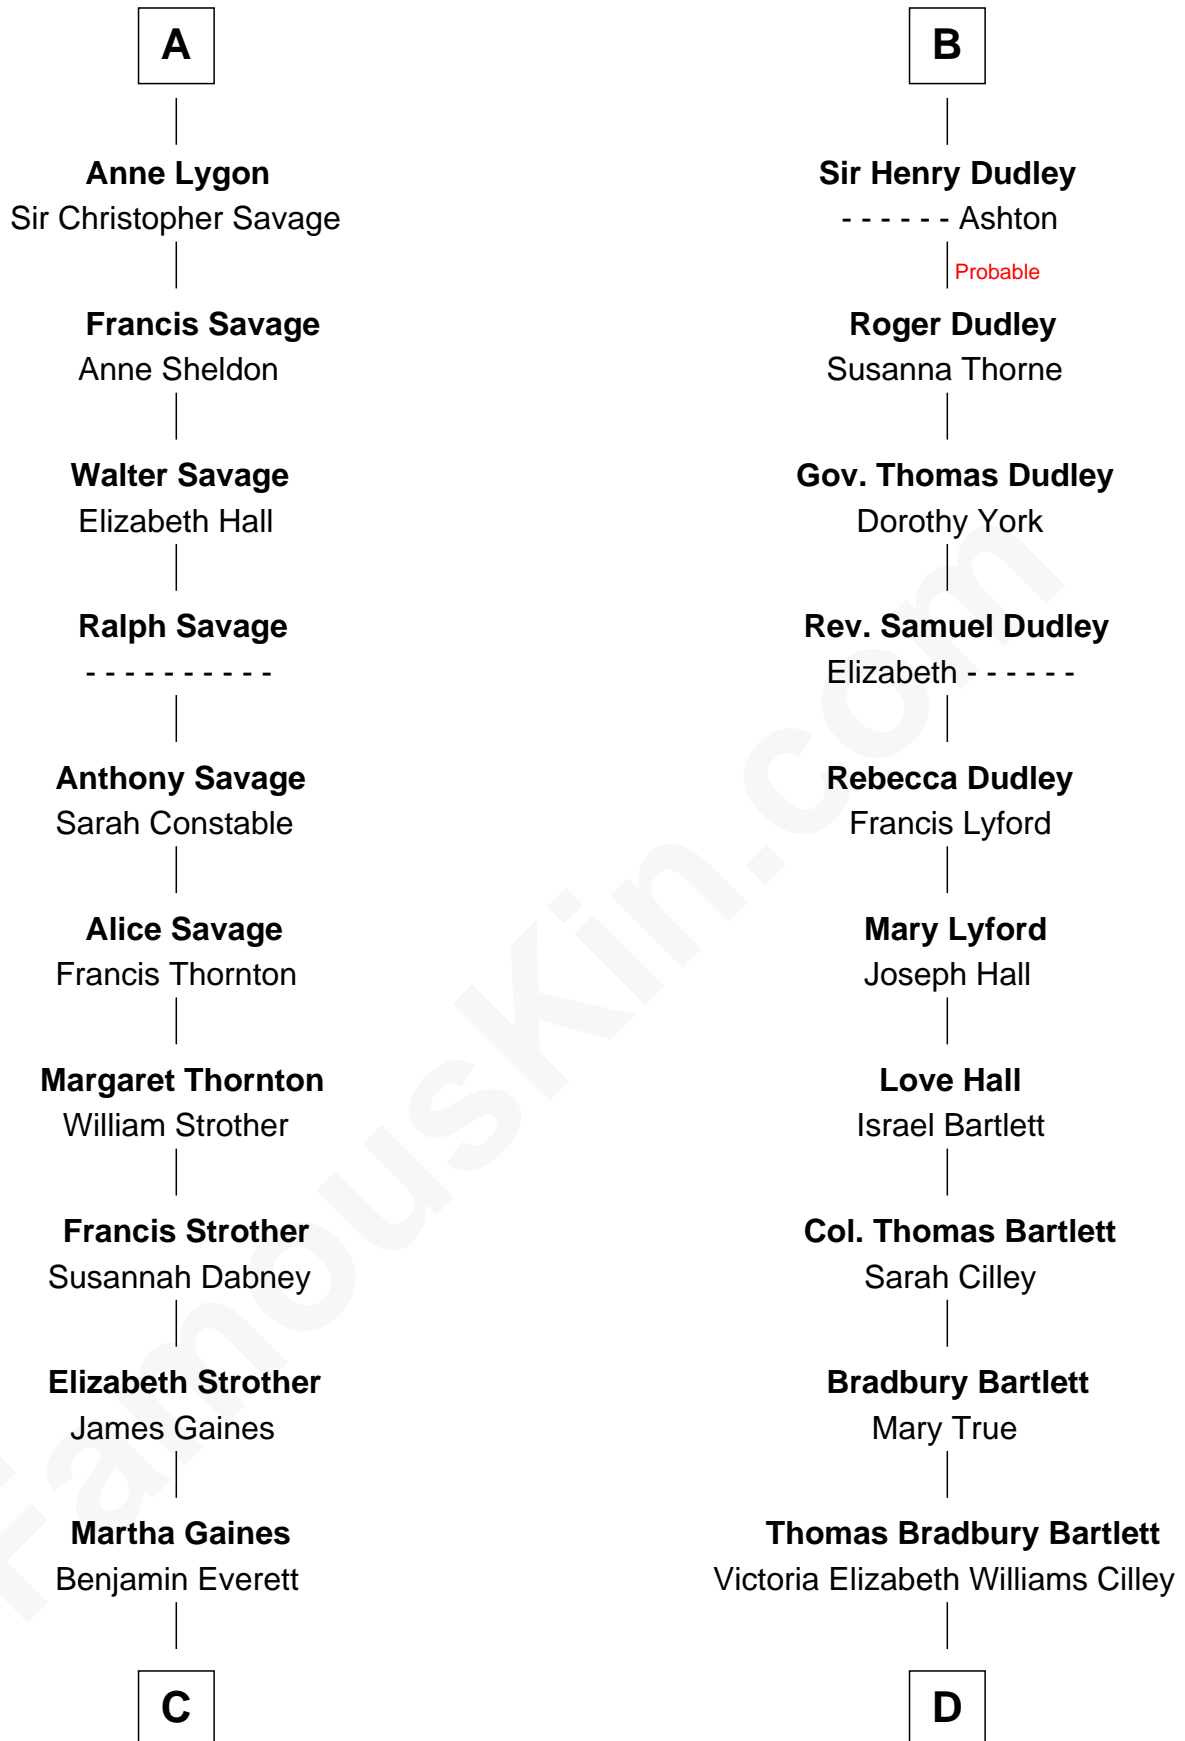 A
Anne Lygon
Sir Christopher Savage
Francis Savage
Anne Sheldon
Walter Savage
Elizabeth Hall
Ralph Savage
- - - - - - - - - -
Anthony Savage
Sarah Constable
Alice Savage
Francis Thornton
Margaret Thornton
William Strother
Francis Strother
Susannah Dabney
Elizabeth Strother
James Gaines
Martha Gaines
Benjamin Everett
C
B
Sir Henry Dudley
- - - - - - Ashton
Probable
Roger Dudley
Susanna Thorne
Gov. Thomas Dudley
Dorothy York
Rev. Samuel Dudley
Elizabeth - - - - - -
Rebecca Dudley
Francis Lyford
Mary Lyford
Joseph Hall
Love Hall
Israel Bartlett
Col. Thomas Bartlett
Sarah Cilley
Bradbury Bartlett
Mary True
Thomas Bradbury Bartlett
Victoria Elizabeth Williams Cilley
D
FamousKin.com